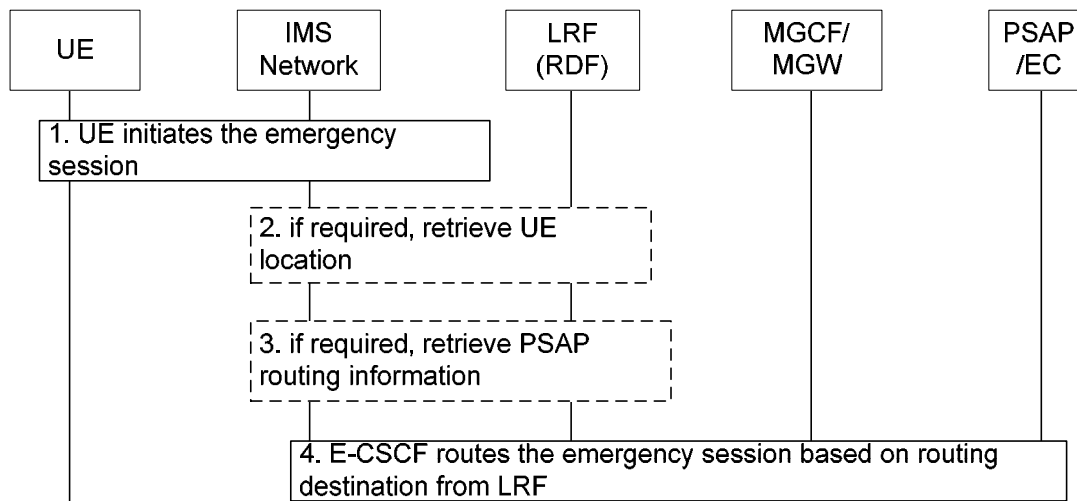 UE
IMS
Network
LRF
(RDF)
MGCF/
MGW
PSAP
/EC
1. UE initiates the emergency
session
2. if required, retrieve UE
location
3. if required, retrieve PSAP
routing information
4. E-CSCF routes the emergency session based on routing
destination from LRF